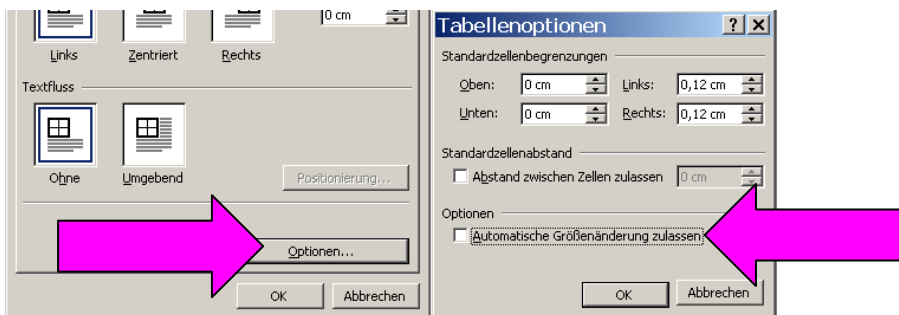 0 cm
Links Zentriert Rechts
Textfluss
Ohne Umgebend
Positionierung...
Optionen...
OK Abbrechen
Tabellenoptionen
Standardzellenbegrenzungen
Oben: 0 cm Links: 0,12 cm
Unten: 0 cm Rechts: 0,12 cm
Standardzellenabstand
Abstand zwischen Zellen zulassen 0 cm
Optionen
Automatische Größenänderung zulassen
OK Abbrechen